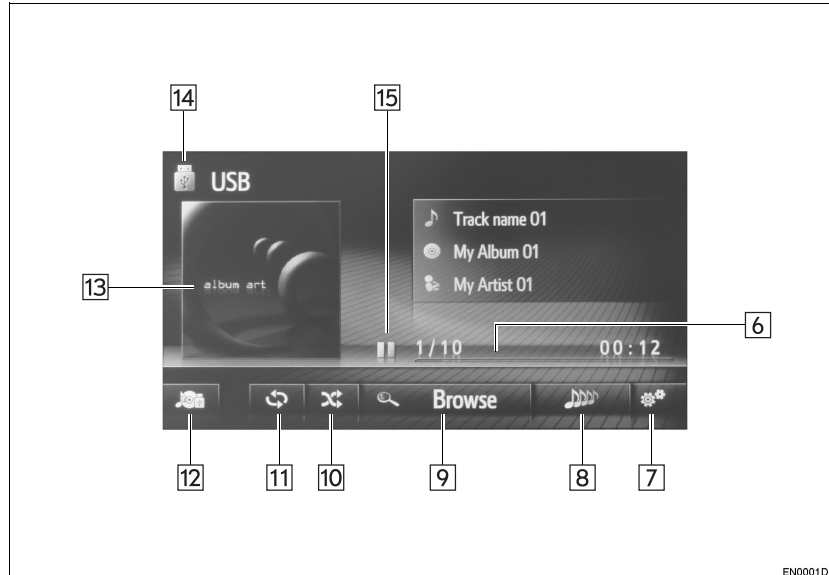 14 15
USB
Track name 01
My Album 01
album art
13
My Artist 01
6
1/10 00:12
Browse
12 11 10 9 8 7
EN0001D